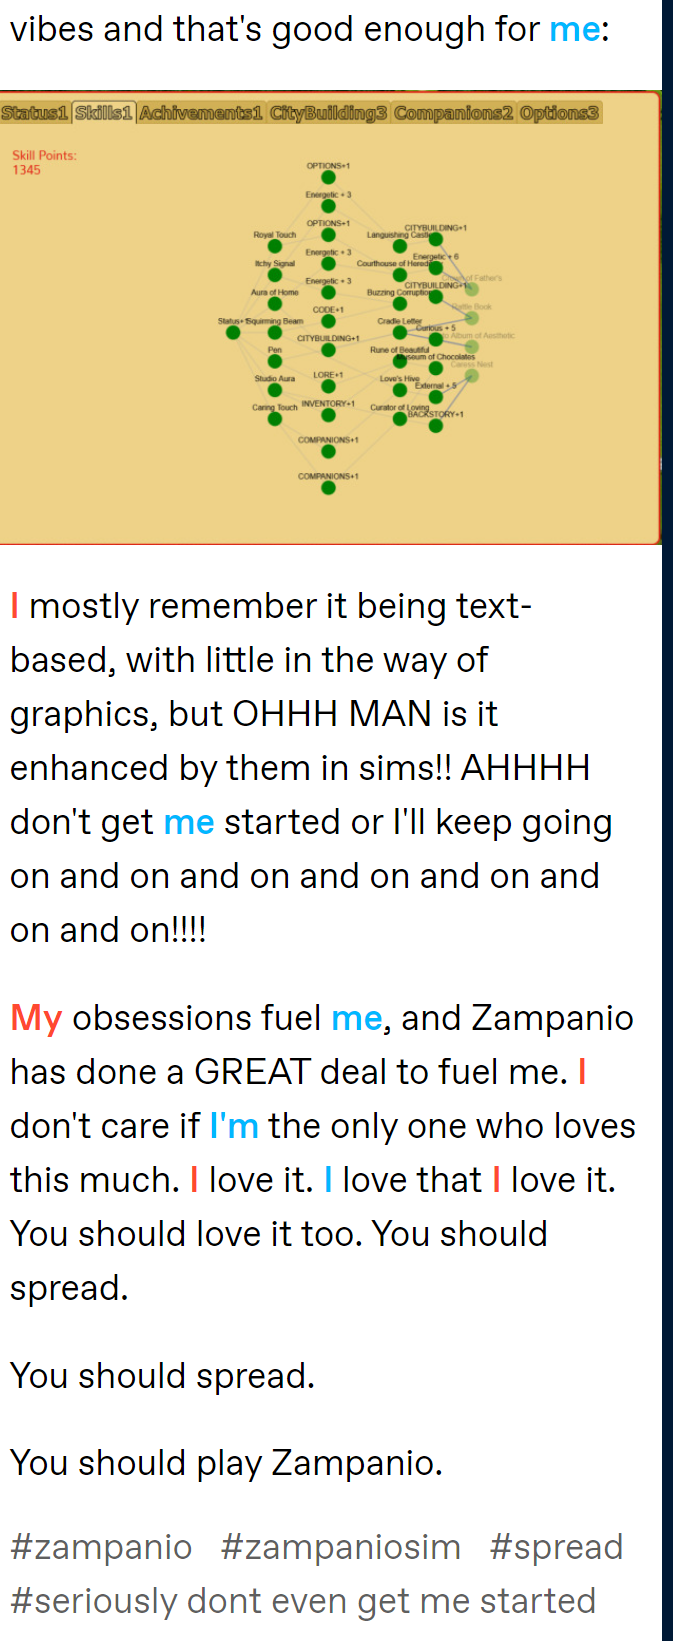 vibes and that's good enough for me:
Status1 Skills1 Achivements1 CityBuilding3 Companions2 Options3
Skill Points:
1345
OPTIONS+1
Energetic + 3
OPTIONS+1
CITYBUILDING+1
Royal Touch
Languishing
Energetic + 3
Energetic + 6
Itchy Signal
Courthouse of
of Father's
Energetic + 3
CITYBUILDING+1
Aura of Home
Buzzing Corruption
Book
CODE+1
Status+
Squirming Beam
Cradle Letter
Curious + 5
CITYBUILDING+1
Album of Aesthetic
Pen
Rune of Beautiful
Museum of Chocolates
Caress Nest
LORE+1
Studio Aura
Love's Hive
External + 5
INVENTORY+1
Caring Touch
Curator of Loving
BACKSTORY+1
COMPANIONS+1
COMPANIONS+1
I mostly remember it being text-
based, with little in the way of
graphics, but OHHH MAN is it
enhanced by them in sims!! AHHHH
don't get me started or I'll keep going
on and on and on and on and on and
on and on!!!!
My obsessions fuel me, and Zampanio
has done a GREAT deal to fuel me. I
don't care if I'm the only one who loves
this much. I love it. I love that I love it.
You should love it too. You should
spread.
You should spread.
You should play Zampanio.
#zampanio #zampaniosim #spread
#seriously dont even get me started